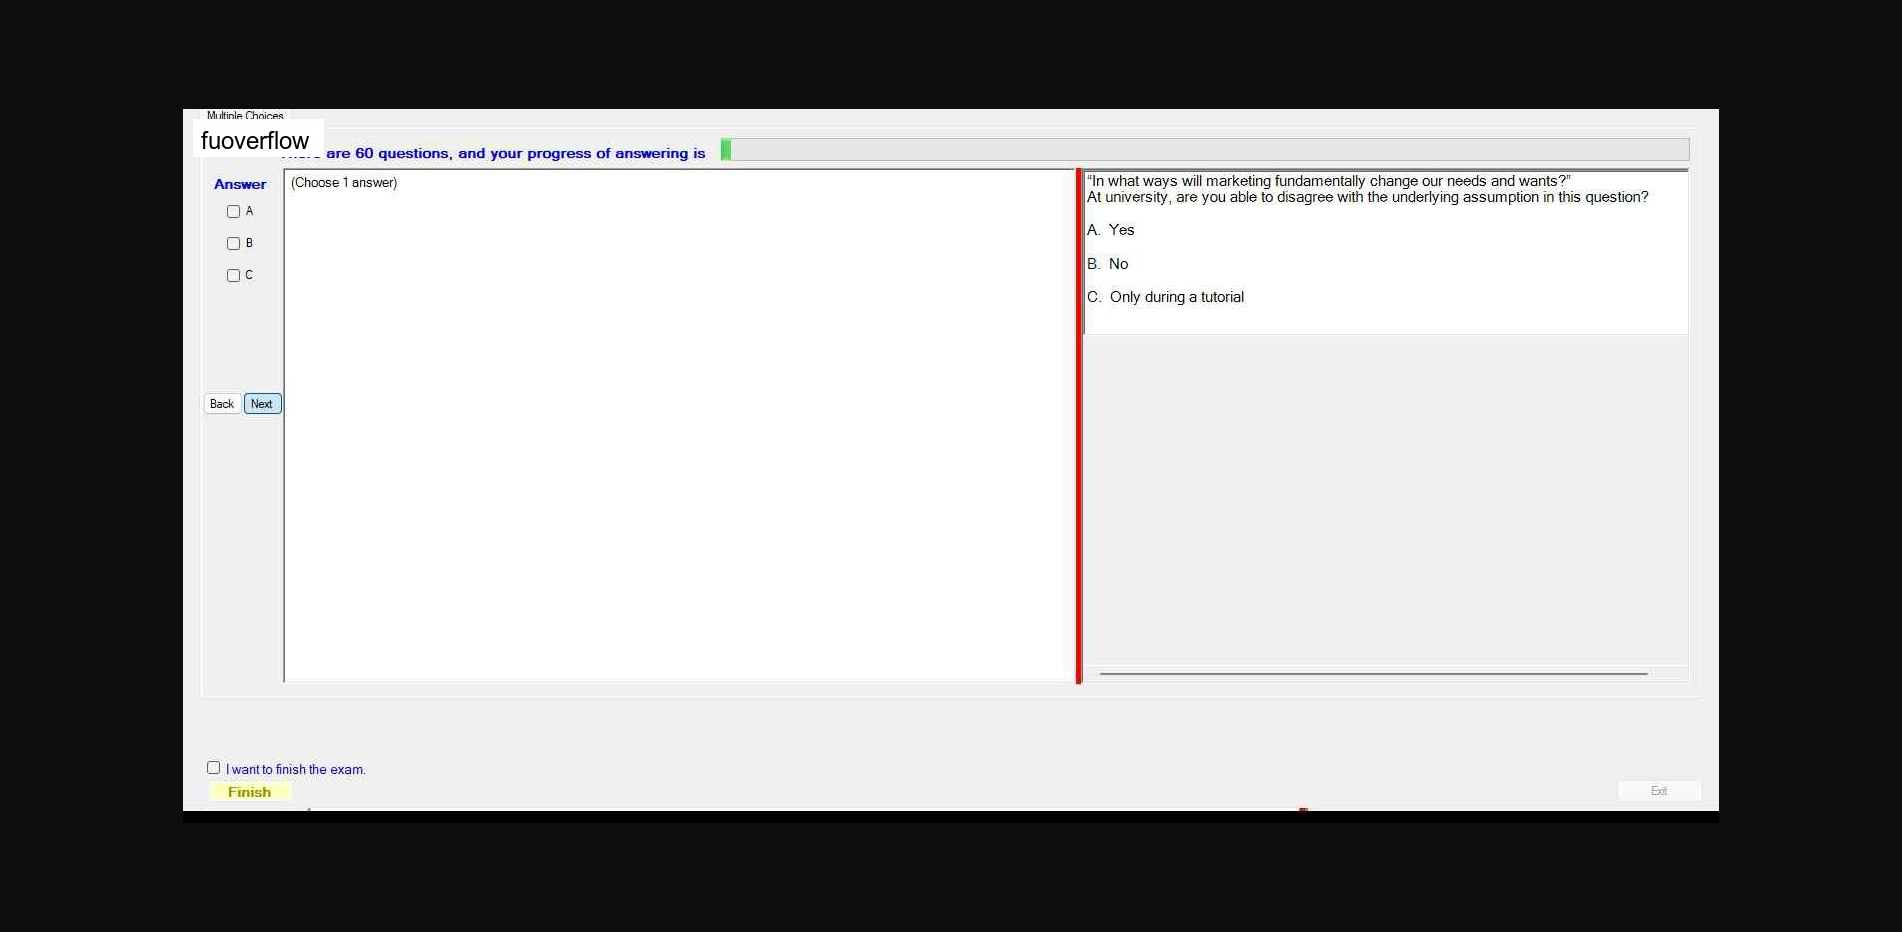 Multiple Choices
fuoverflow
are 60 questions, and your progress of answering is
Answer
A
B
C
Back
Next
(Choose 1 answer)
“In what ways will marketing fundamentally change our needs and wants?”
At university, are you able to disagree with the underlying assumption in this question?
A. Yes
B. No
C. Only during a tutorial
I want to finish the exam.
Finish
Exit